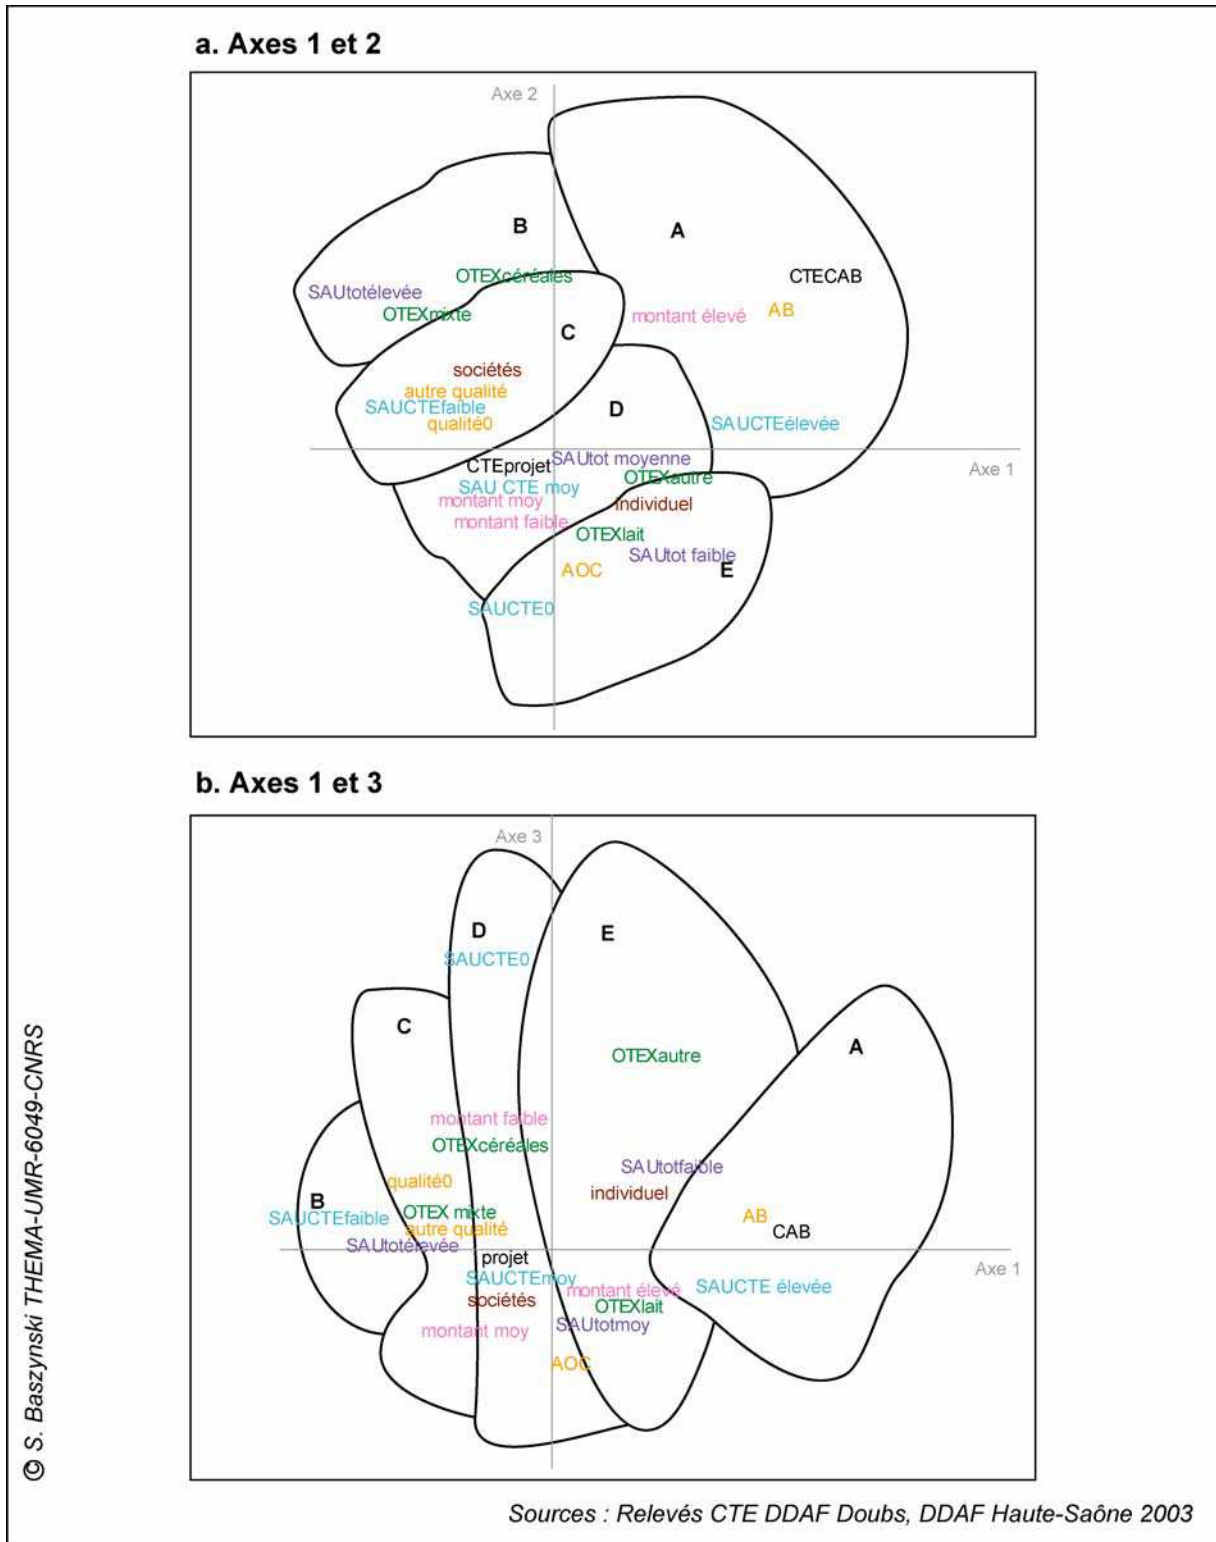 a. Axes 1 et 2
Axe 2
B
A
OTEXcéréales
CTECAB
SAUtotélevée
AB
OTEXmixte
montant élevé
C
sociétés
autre qualité
SAUCTEfaible
D
qualité0
SAUCTEélevée
CTEprojet
SAUtot moyenne
Axe 1
OTEXautre
SAU CTE moy
montant moy
individuel
montant faible
OTEXlait
SAUtot faible
AOC
E
SAUCTE0
b. Axes 1 et 3
Axe 3
D
E
SAUCTE0
C
A
OTEXautre
montant faible
OTEXcéréales
SAUtotfaible
qualité0
individuel
B
SAUCTEfaible
OTEX mixte
AB
autre qualité
CAB
SAUtotélevée
projet
Axe 1
SAUCTEmoy
montant élevé
SAUCTE élevée
sociétés
OTEXlait
montant moy
SAUtotmoy
AOC
© S. Baszynski THEMA-UMR-6049-CNRS
Sources : Relevés CTE DDAF Doubs, DDAF Haute-Saône 2003